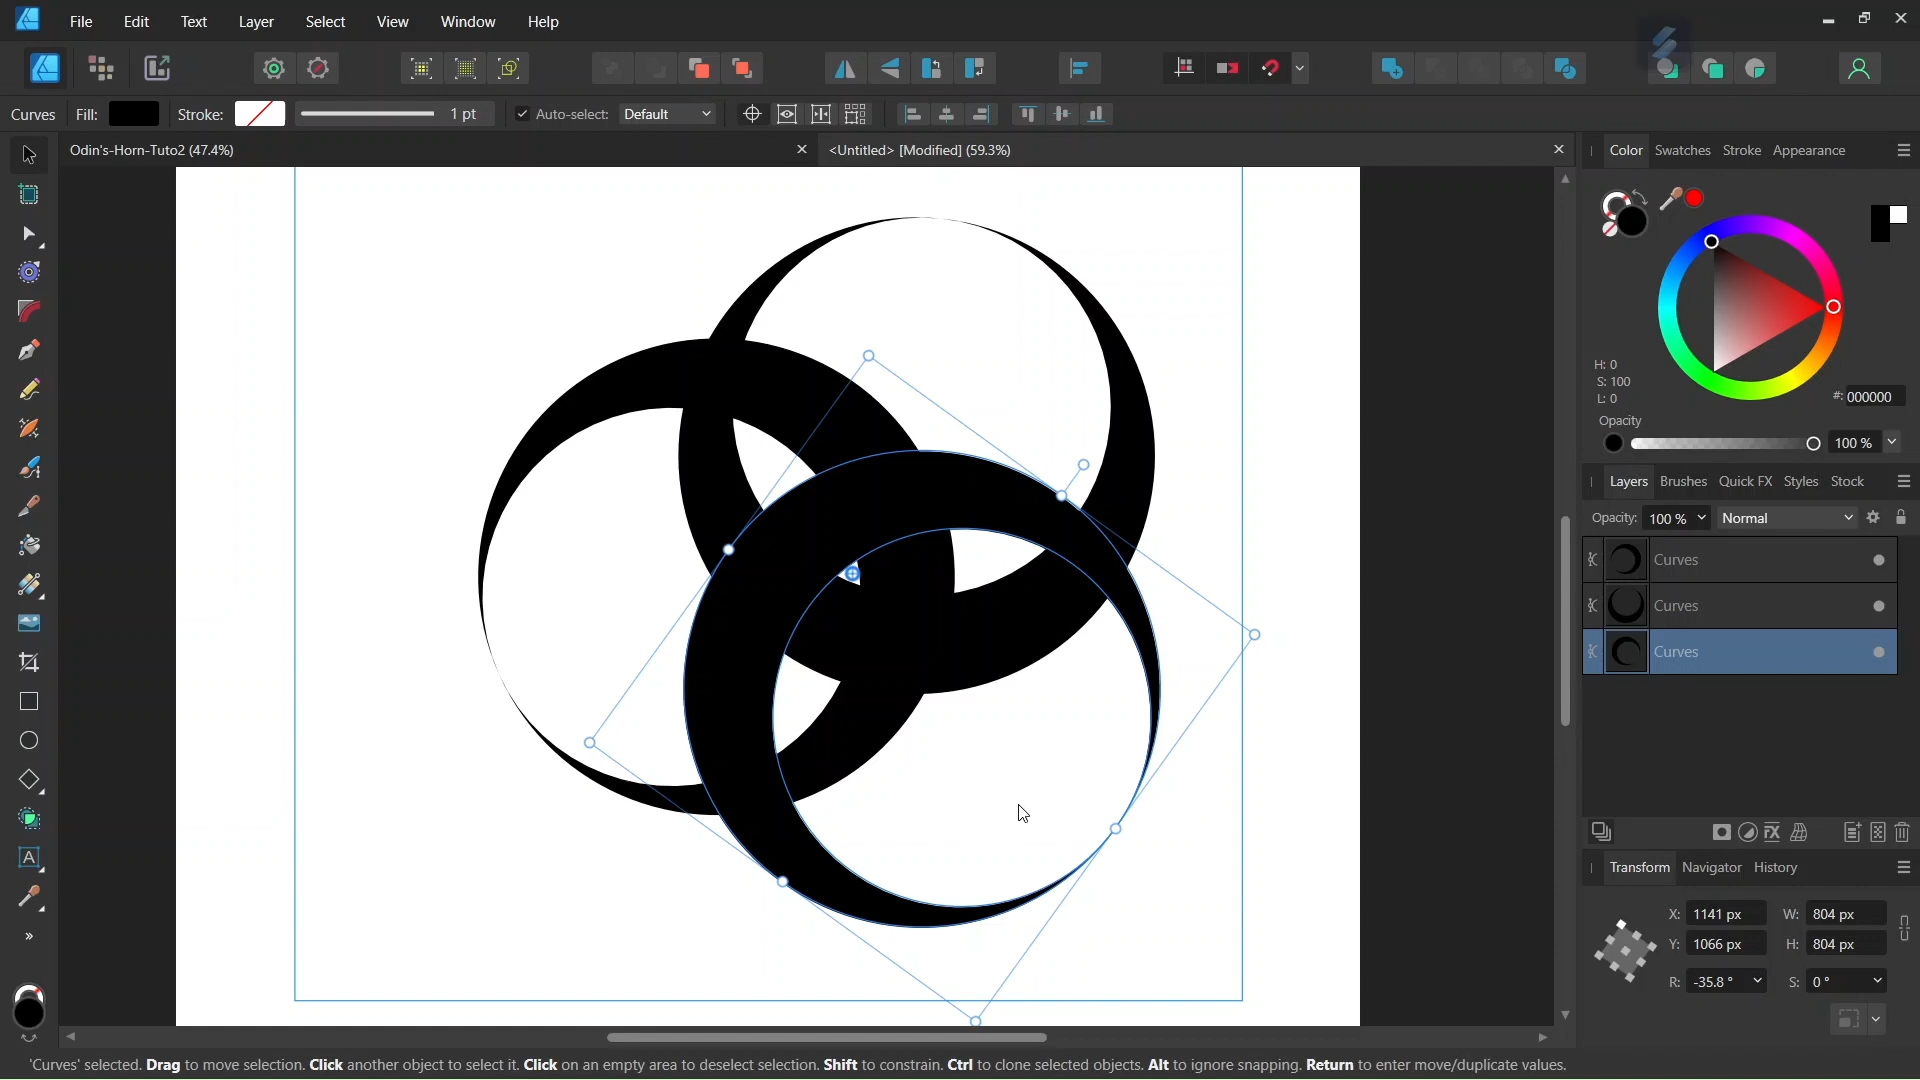 File Edit Text Layer Select View Window Help
Curves Fill: Stroke: 1 pt Auto-select: Default
Odin's-Horn-Tuto2 (47.4%) <Untitled> [Modified] (59.3%)
Color Swatches Stroke Appearance
H: 0
S: 100
L: 0
#: 000000
Opacity
100 %
Layers Brushes Quick FX Styles Stock
Opacity: 100 % Normal
Curves
Curves
Curves
Transform Navigator History
X: 1141 px W: 804 px
Y: 1066 px H: 804 px
R: -35.8 ° S: 0 °
'Curves' selected. Drag to move selection. Click another object to select it. Click on an empty area to deselect selection. Shift to constrain. Ctrl to clone selected objects. Alt to ignore snapping. Return to enter move/duplicate values.